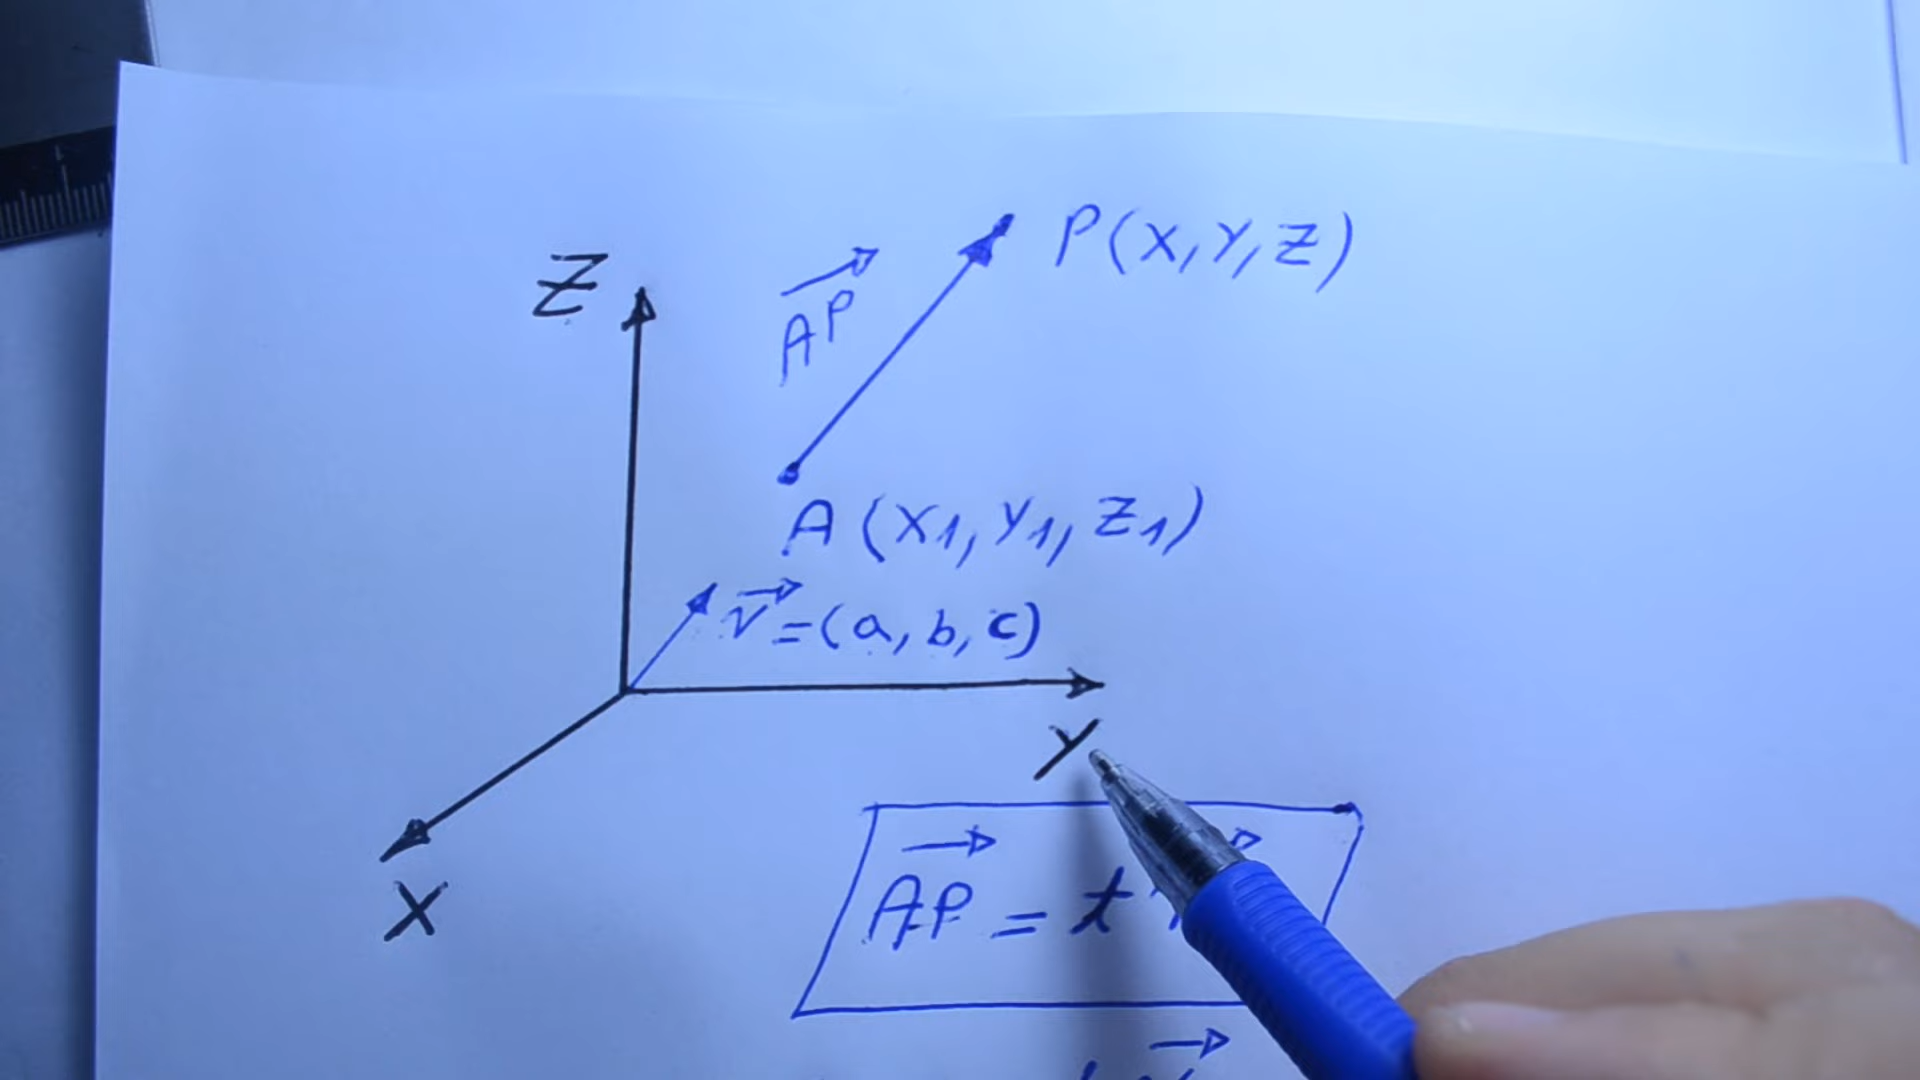 Z
P(X,Y,Z)
AP
A(X1,Y1,Z1)
V=(a,b,c)
Y
X
AP=t